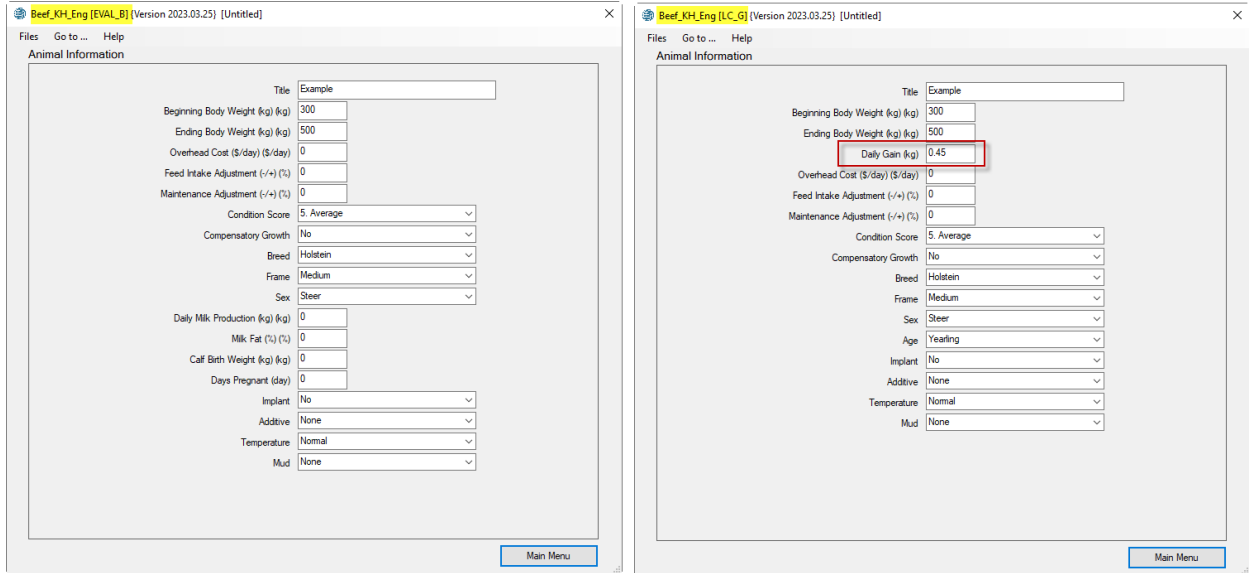 Beef_KH_Eng [EVAL_B] {Version 2023.03.25} [Untitled]
Files Go to ... Help
Animal Information
Title Example
Beginning Body Weight (kg) (kg) 300
Ending Body Weight (kg) (kg) 500
Overhead Cost ($/day) ($/day) 0
Feed Intake Adjustment (-/+) (%) 0
Maintenance Adjustment (-/+) (%) 0
Condition Score 5. Average
Compensatory Growth No
Breed Holstein
Frame Medium
Sex Steer
Daily Milk Production (kg) (kg) 0
Milk Fat (%) (%) 0
Calf Birth Weight (kg) (kg) 0
Days Pregnant (day) 0
Implant No
Additive None
Temperature Normal
Mud None
Main Menu
Beef_KH_Eng [LC_G] {Version 2023.03.25} [Untitled]
Files Go to ... Help
Animal Information
Title Example
Beginning Body Weight (kg) (kg) 300
Ending Body Weight (kg) (kg) 500
Daily Gain (kg) 0.45
Overhead Cost ($/day) ($/day) 0
Feed Intake Adjustment (-/+) (%) 0
Maintenance Adjustment (-/+) (%) 0
Condition Score 5. Average
Compensatory Growth No
Breed Holstein
Frame Medium
Sex Steer
Age Yearling
Implant No
Additive None
Temperature Normal
Mud None
Main Menu